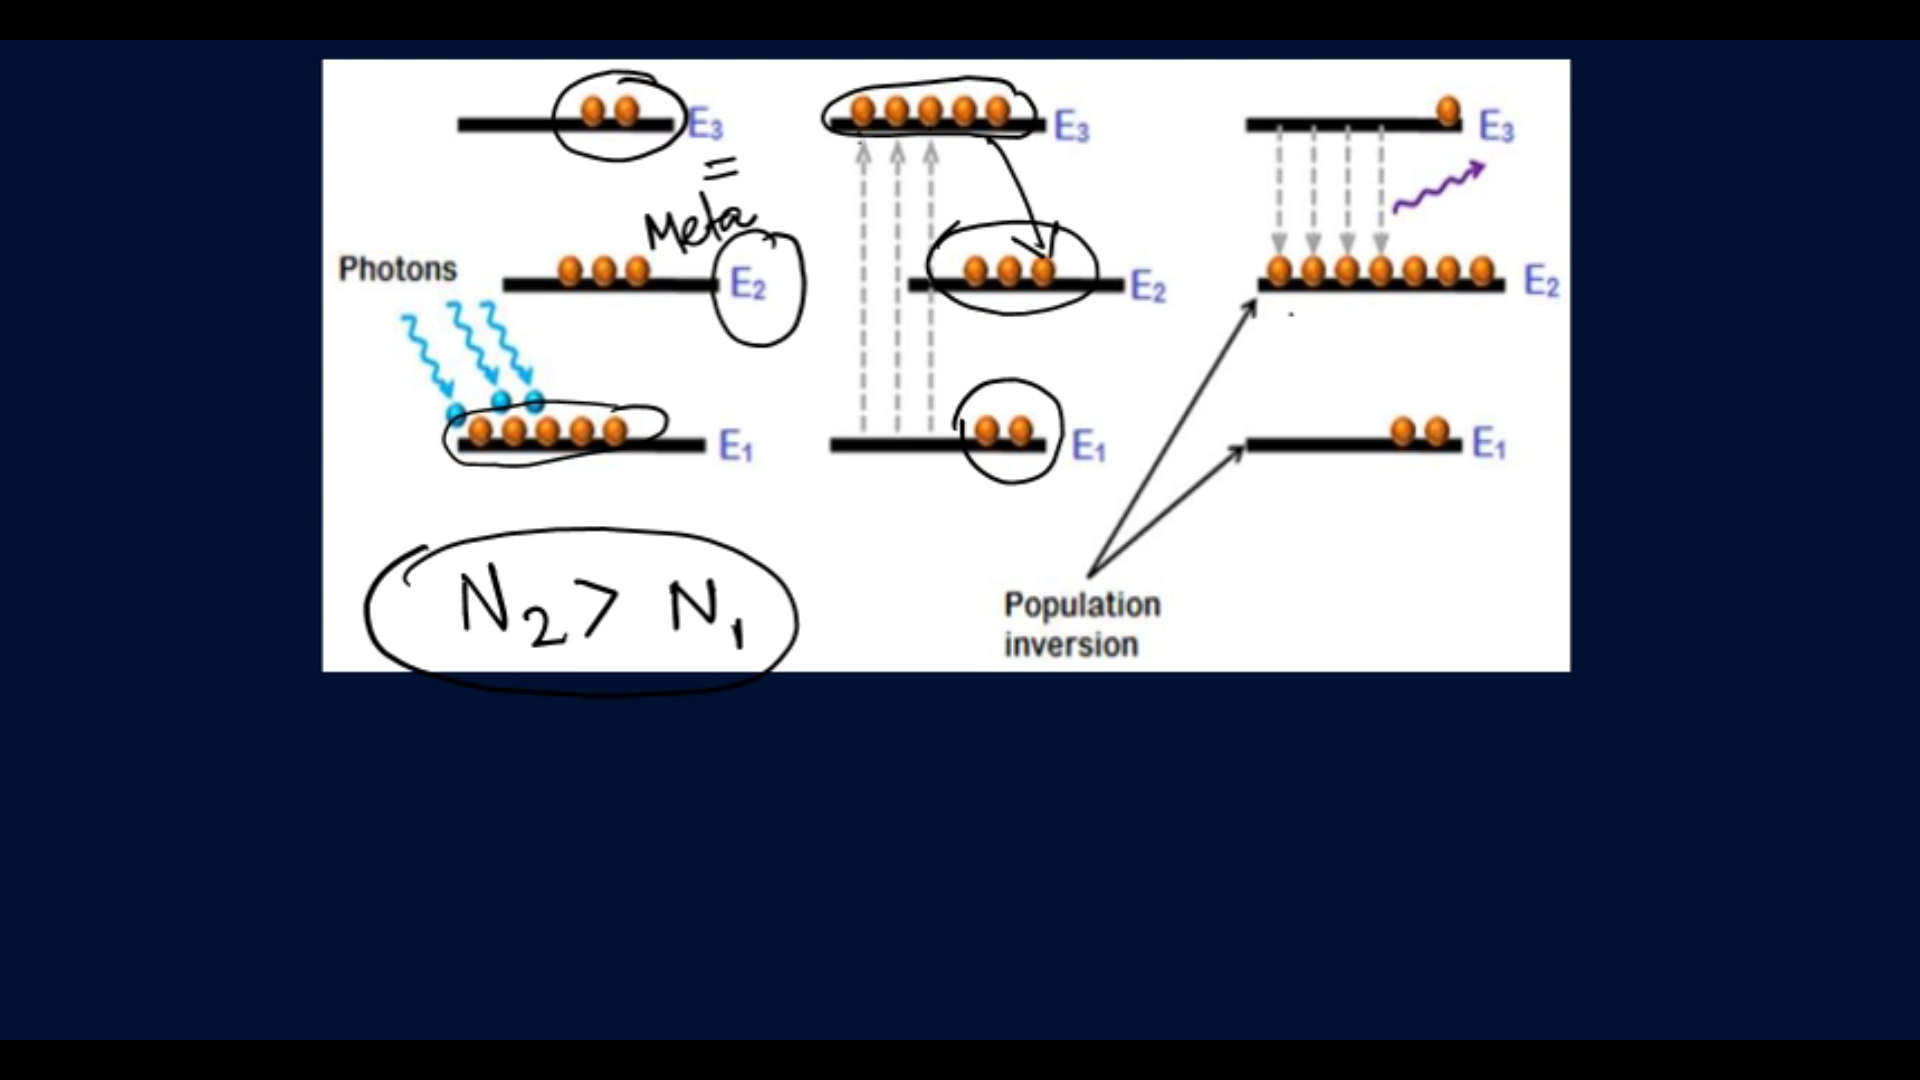 E3
=
Meta
Photons
E2
E1
N2 > N1
E3
E2
E1
E3
E2
E1
Population
inversion